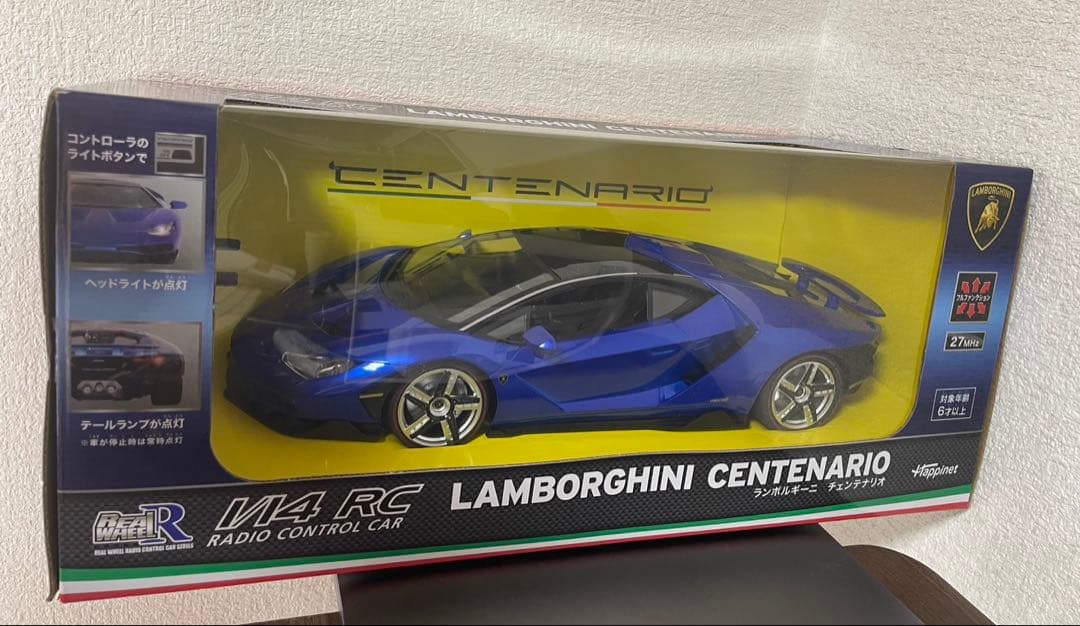 LAMBORGHINI CENTENARIO
コントローラの
ライトボタンで
ヘッドライトが点灯
テールランプが点灯
※車が停止時は常時点灯
CENTENARIO
LAMBORGHINI
フルファンクション
27MHz
対象年齢
6才以上
REAL
WHEEL R
REAL WHEEL RADIO CONTROL CAR SERIES
1/14 RC
RADIO CONTROL CAR
LAMBORGHINI CENTENARIO
ランボルギーニ チェンテナリオ
Happinet